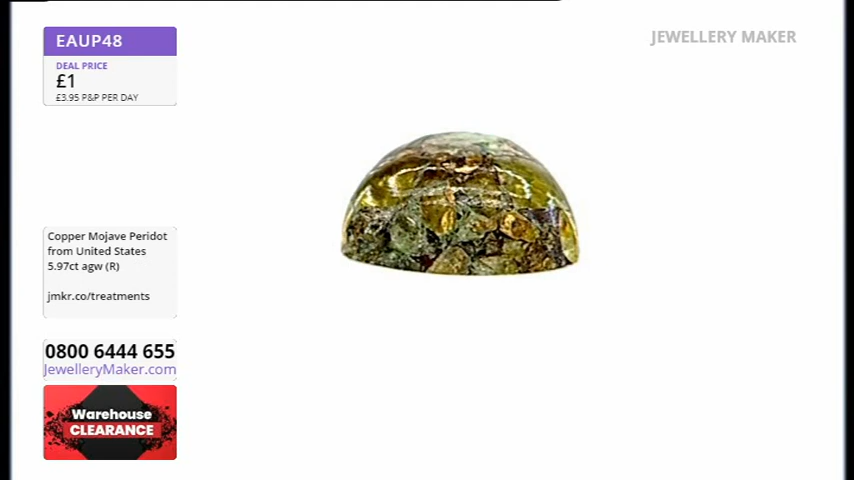 EAUP48
DEAL PRICE
£1
£3.95 P&P PER DAY
JEWELLERY MAKER
Copper Mojave Peridot
from United States
5.97ct agw (R)
jmkr.co/treatments
0800 6444 655
JewelleryMaker.com
Warehouse
CLEARANCE